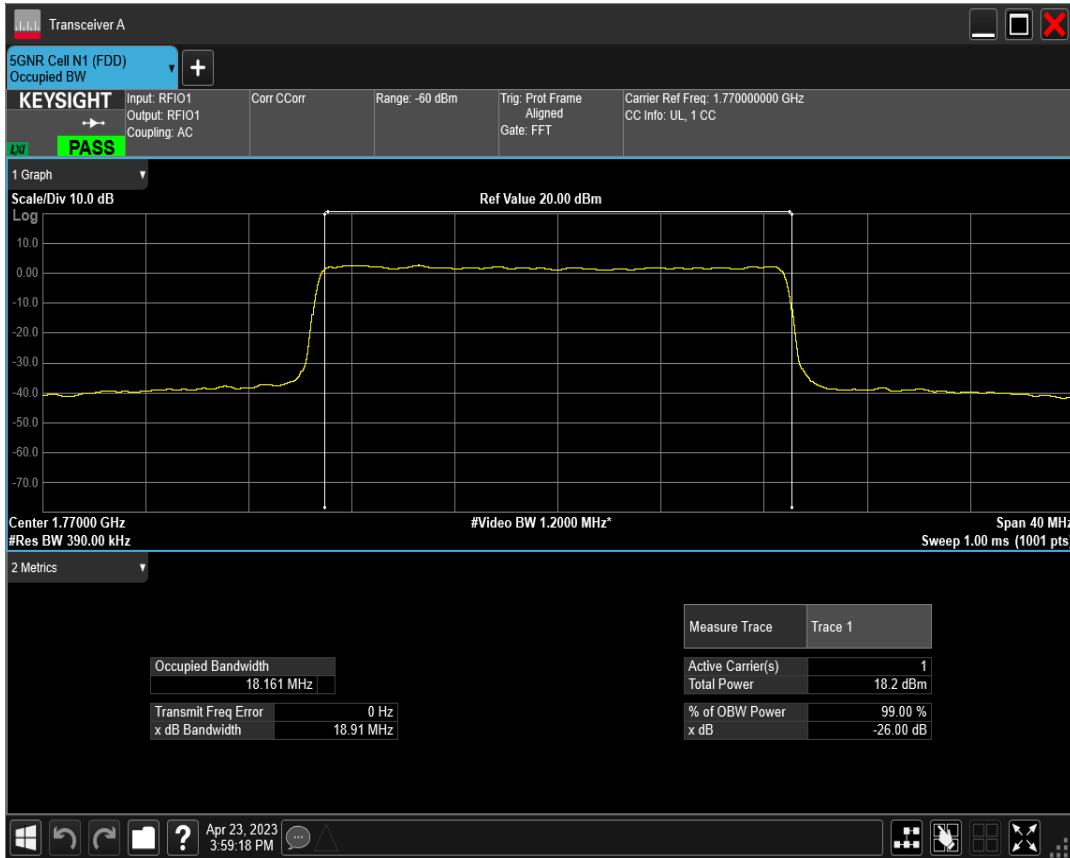 Transceiver A
5GNR Cell N1 (FDD)
Occupied BW
+
KEYSIGHT
LXI
PASS
Input: RFIO1
Output: RFIO1
Coupling: AC
Corr CCorr
Range: -60 dBm
Trig: Prot Frame
Aligned
Gate: FFT
Carrier Ref Freq: 1.770000000 GHz
CC Info: UL, 1 CC
1 Graph
Scale/Div 10.0 dB
Ref Value 20.00 dBm
Log
10.0
0.00
-10.0
-20.0
-30.0
-40.0
-50.0
-60.0
-70.0
Center 1.77000 GHz
#Video BW 1.2000 MHz*
Span 40 MHz
#Res BW 390.00 kHz
Sweep 1.00 ms (1001 pts)
2 Metrics
Measure Trace Trace 1
Occupied Bandwidth
18.161 MHz
Active Carrier(s) 1
Total Power 18.2 dBm
Transmit Freq Error 0 Hz
x dB Bandwidth 18.91 MHz
% of OBW Power 99.00 %
x dB -26.00 dB
?
Apr 23, 2023
3:59:18 PM